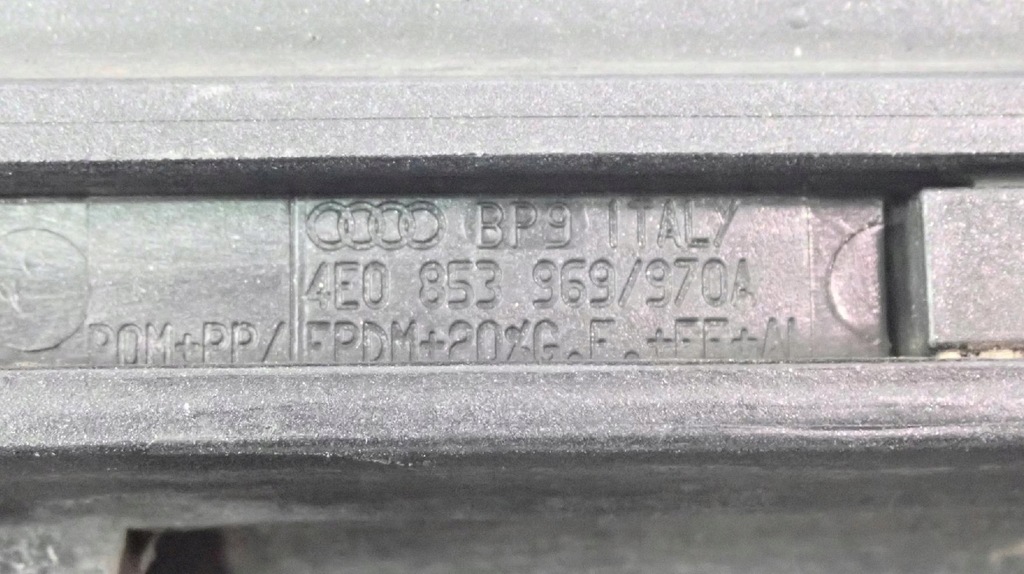 BP9 ITALY
4E0 853 969/970A
POM+PP/EPDM+20%G.F.+FE+AL